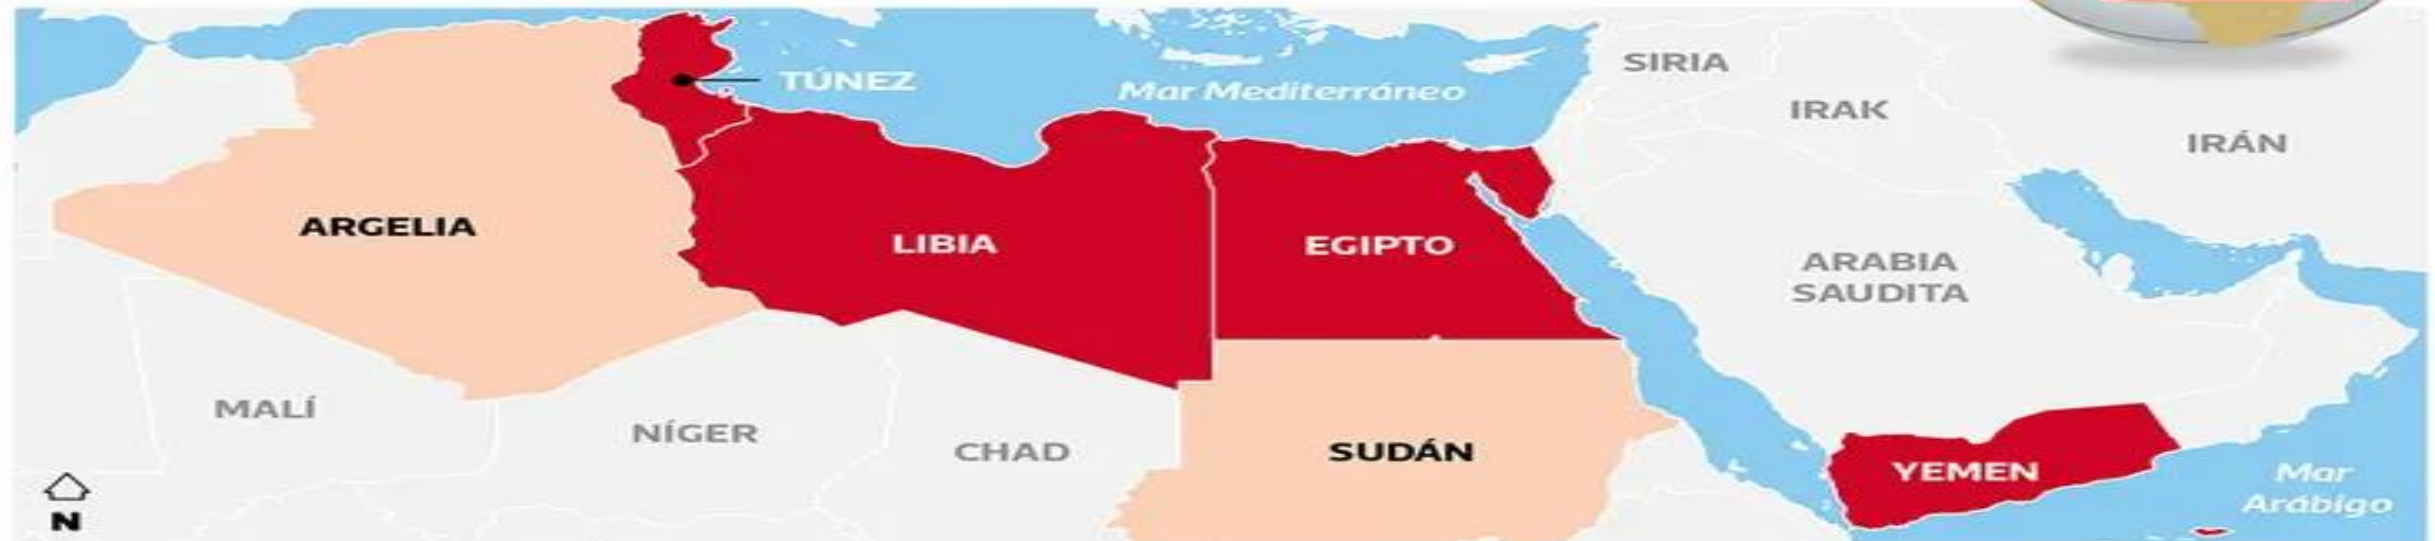 SIRIA
TÚNEZ
Mar Mediterráneo
IRAK
IRÁN
ARGELIA
LIBIA
EGIPTO
ARABIA
SAUDITA
MALÍ
NÍGER
CHAD
SUDÁN
YEMEN
Mar
Arábigo
N